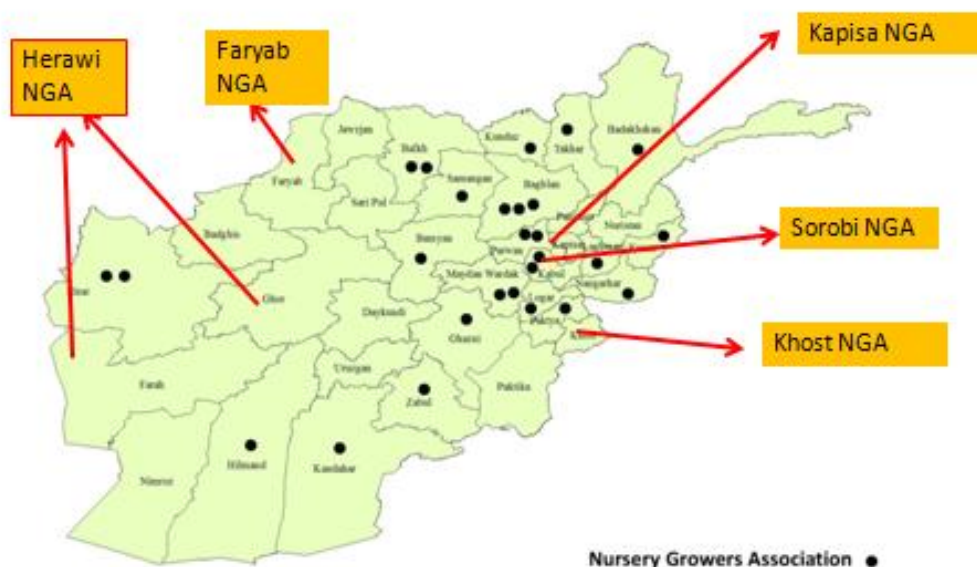 Kapisa NGA
Herawi
NGA
Faryab
NGA
Jawzjan
Kunduz
Takhar
Badakhshan
Balkh
Samangan
Baghlan
Faryab
Sari Pul
Nuristan
Sorobi NGA
Badghis
Bamyan
Parwan
Kapisa
Maydan Wardak
Kabul
Nangarhar
Ghor
Daykundi
Logar
Ghazni
Paktya
Khost NGA
Uruzgan
Farah
Zabul
Paktika
Nimroz
Hilmand
Kandahar
Nursery Growers Association